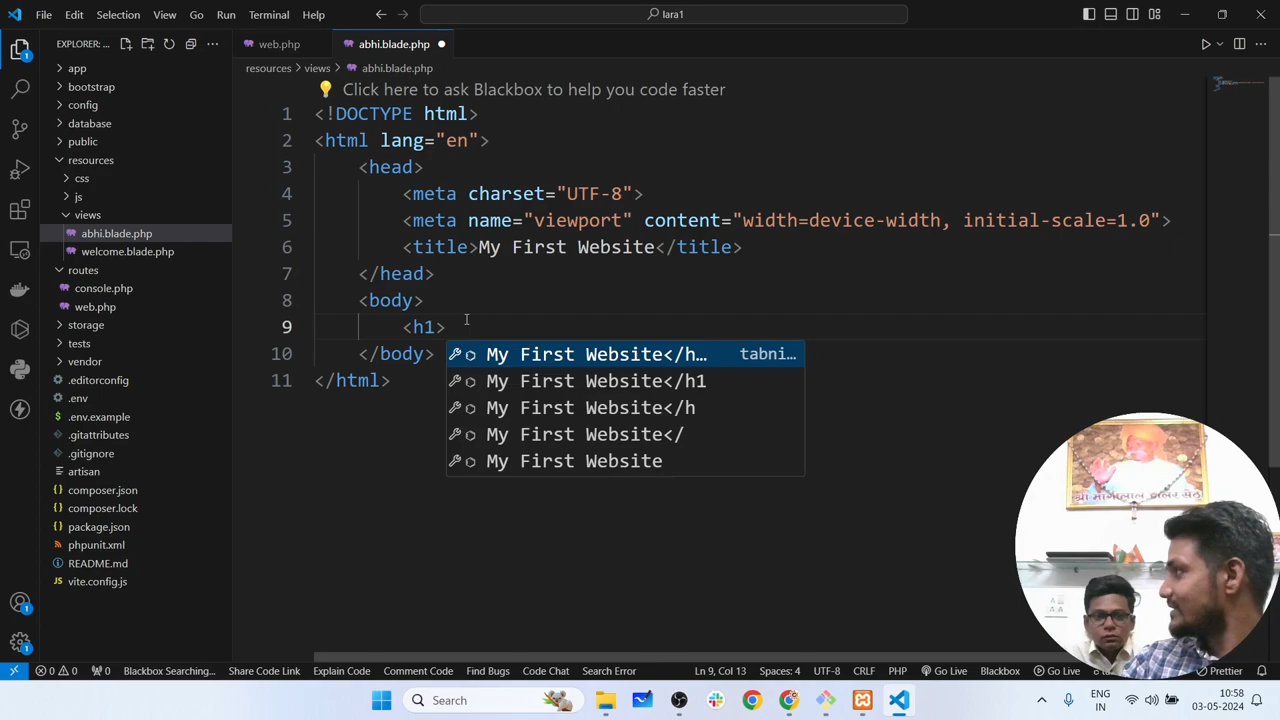 File Edit Selection View Go Run Terminal Help
lara1
EXPLORER: ...
web.php
abhi.blade.php
resources > views > abhi.blade.php
app
bootstrap
config
database
public
resources
css
js
views
abhi.blade.php
welcome.blade.php
routes
console.php
web.php
storage
tests
vendor
.editorconfig
.env
.env.example
.gitattributes
.gitignore
artisan
composer.json
composer.lock
package.json
phpunit.xml
README.md
vite.config.js
1
1
1
Click here to ask Blackbox to help you code faster
1 <!DOCTYPE html>
2 <html lang="en">
3 <head>
4 <meta charset="UTF-8">
5 <meta name="viewport" content="width=device-width, initial-scale=1.0">
6 <title>My First Website</title>
7 </head>
8 <body>
9 <h1>
10 </body>
11 </html>
My First Website</h… tabni…
My First Website</h1
My First Website</h
My First Website</
My First Website
0 0 0 Blackbox Searching... Share Code Link Explain Code Comment Code Find Bugs Code Chat Search Error Ln 9, Col 13 Spaces: 4 UTF-8 CRLF PHP Go Live Blackbox Go Live Prettier
Search
ENG
IN
10:58
03-05-2024